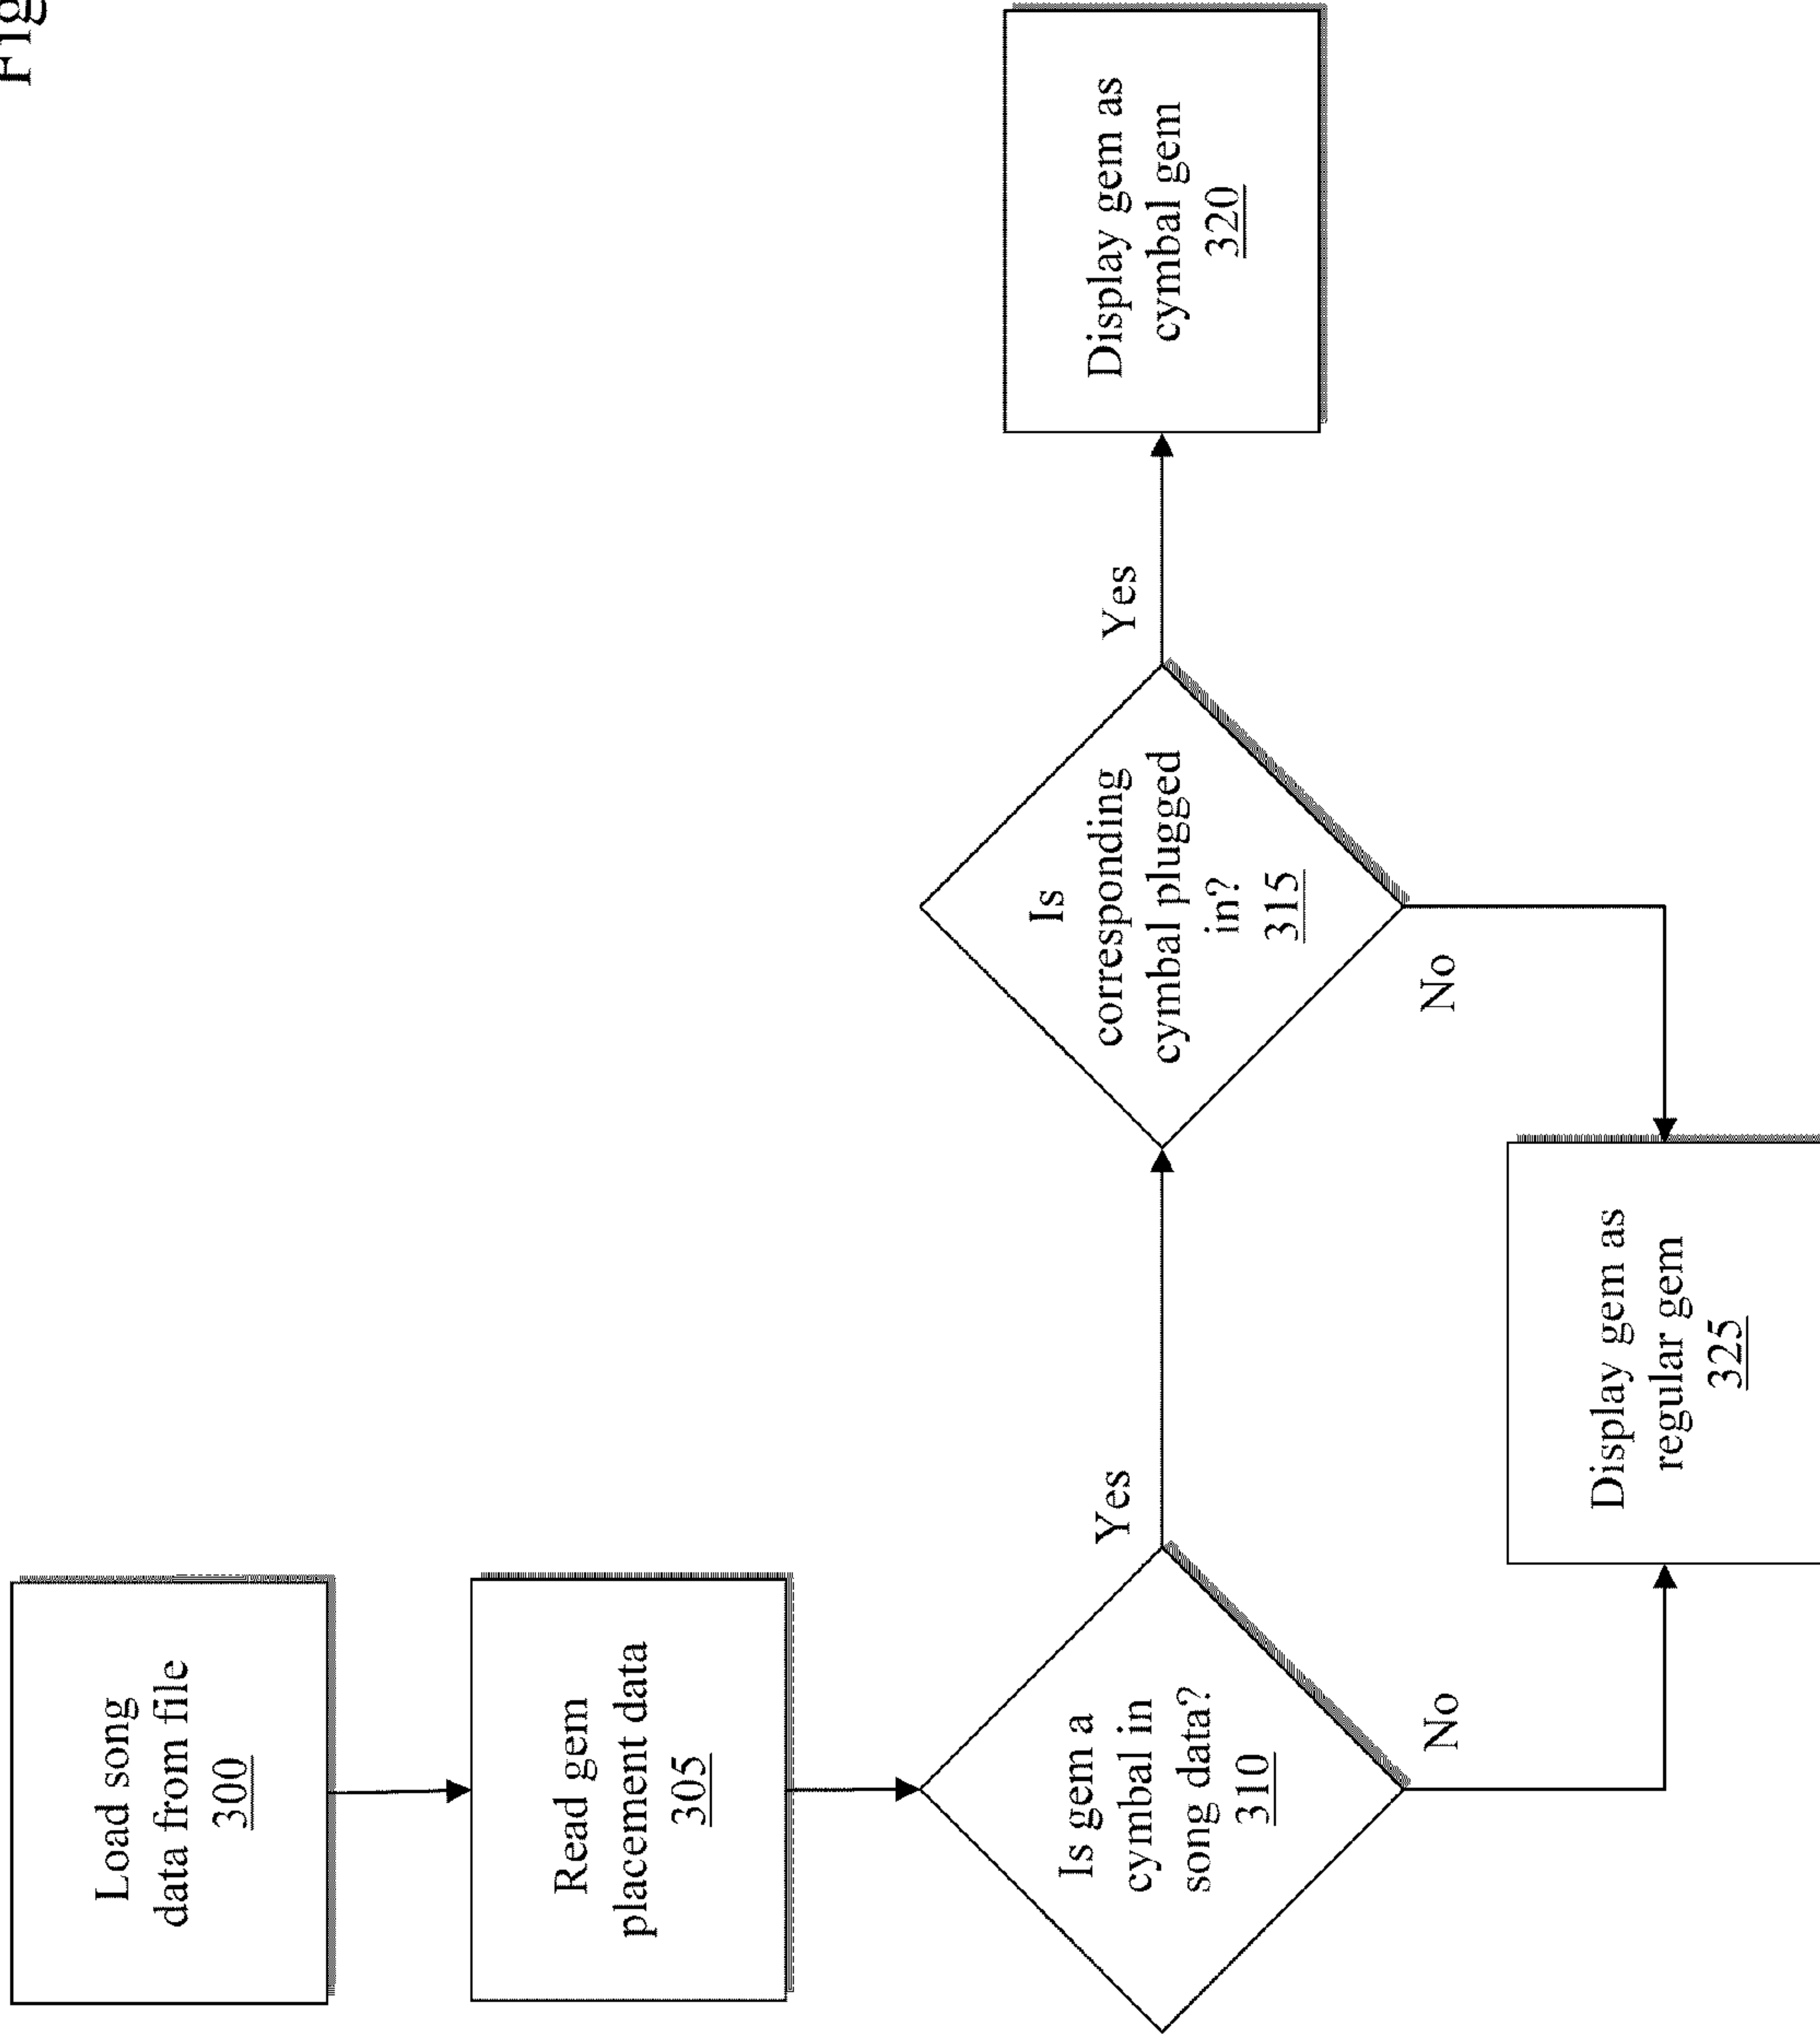 Fig
Load song
data from file
300
Read gem
placement data
305
Is gem a
cymbal in
song data?
310
Yes
No
Is
corresponding
cymbal plugged
in?
315
Yes
No
Display gem as
cymbal gem
320
Display gem as
regular gem
325